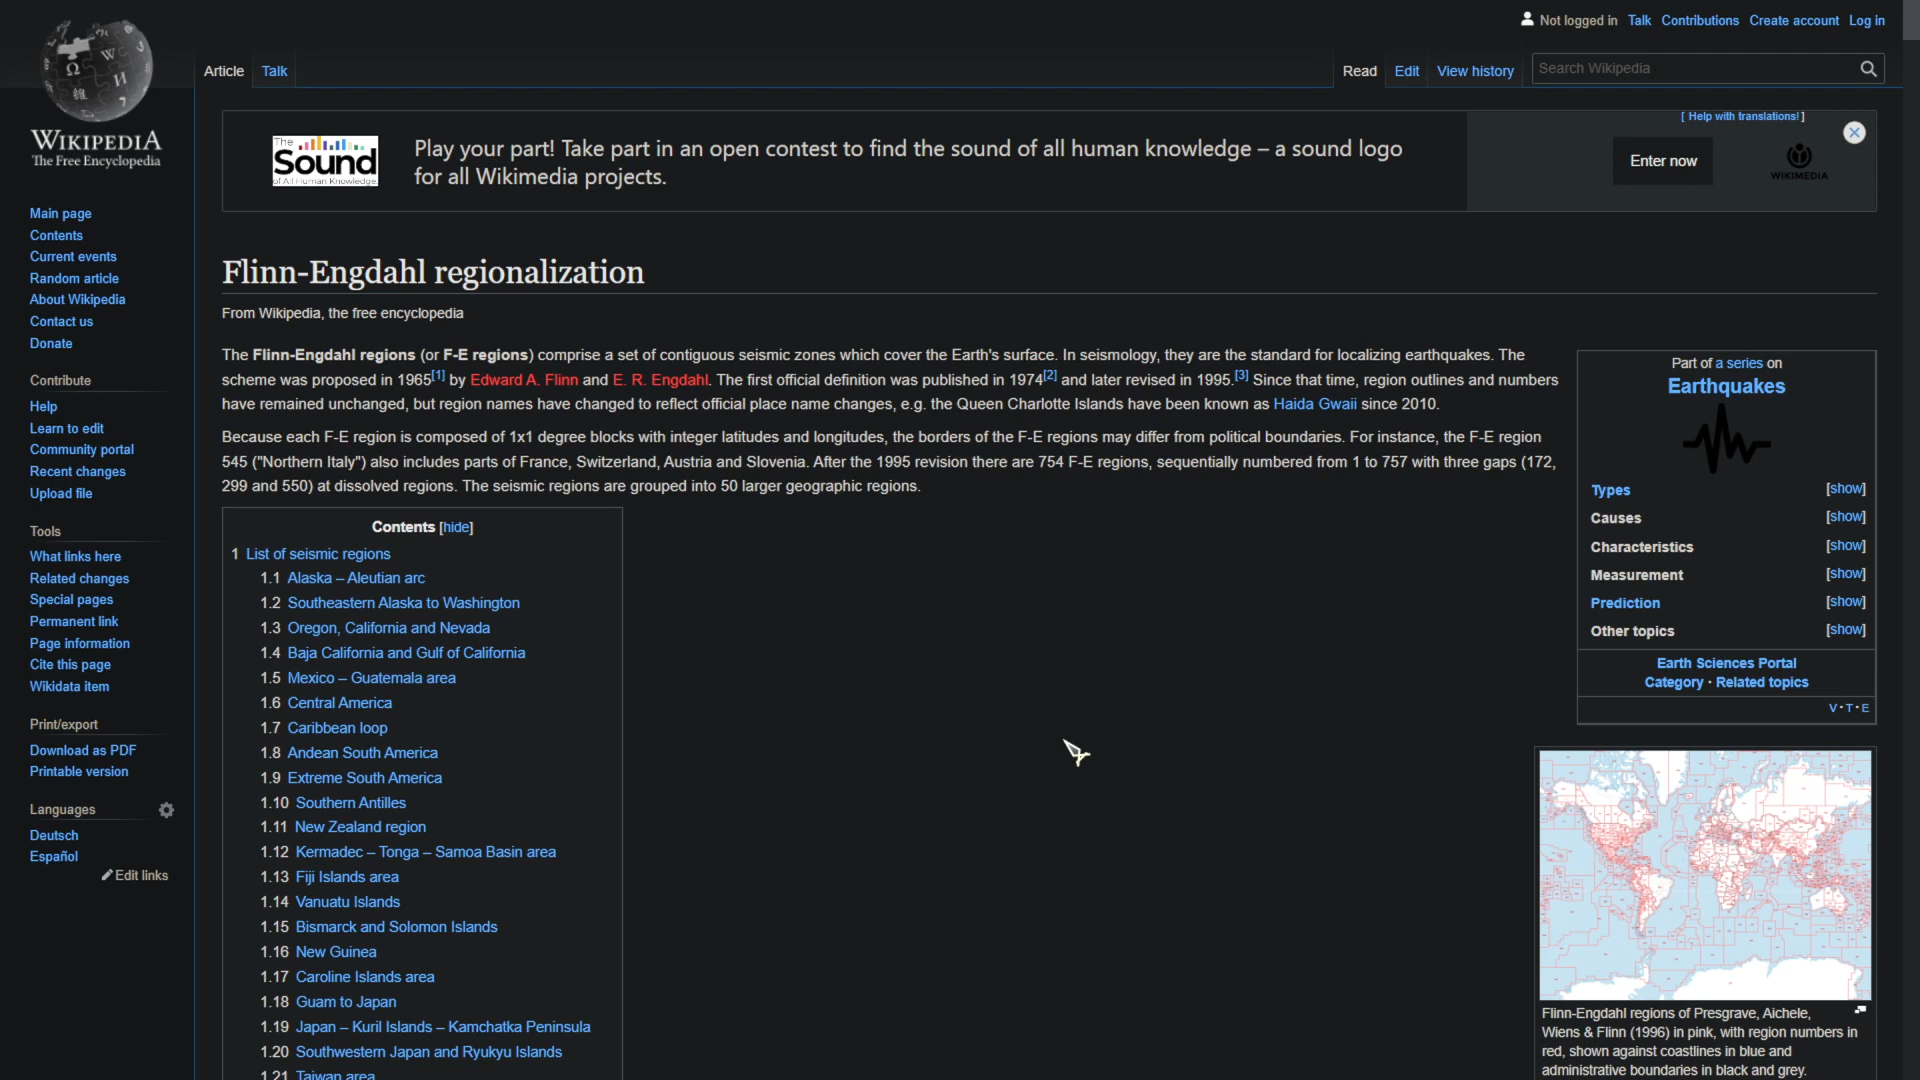 Not logged in Talk Contributions Create account Log in
Article Talk Read Edit View history Search Wikipedia
WIKIPEDIA
The Free Encyclopedia
Main page
Contents
Current events
Random article
About Wikipedia
Contact us
Donate
Contribute
Help
Learn to edit
Community portal
Recent changes
Upload file
Tools
What links here
Related changes
Special pages
Permanent link
Page information
Cite this page
Wikidata item
Print/export
Download as PDF
Printable version
Languages
Deutsch
Español
Edit links
The
Sound
of All Human Knowledge
Play your part! Take part in an open contest to find the sound of all human knowledge – a sound logo
for all Wikimedia projects.
[ Help with translations! ]
Enter now
WIKIMEDIA
Flinn-Engdahl regionalization
From Wikipedia, the free encyclopedia
The Flinn-Engdahl regions (or F-E regions) comprise a set of contiguous seismic zones which cover the Earth's surface. In seismology, they are the standard for localizing earthquakes. The
scheme was proposed in 1965[1] by Edward A. Flinn and E. R. Engdahl. The first official definition was published in 1974[2] and later revised in 1995.[3] Since that time, region outlines and numbers
have remained unchanged, but region names have changed to reflect official place name changes, e.g. the Queen Charlotte Islands have been known as Haida Gwaii since 2010.
Because each F-E region is composed of 1x1 degree blocks with integer latitudes and longitudes, the borders of the F-E regions may differ from political boundaries. For instance, the F-E region
545 ("Northern Italy") also includes parts of France, Switzerland, Austria and Slovenia. After the 1995 revision there are 754 F-E regions, sequentially numbered from 1 to 757 with three gaps (172,
299 and 550) at dissolved regions. The seismic regions are grouped into 50 larger geographic regions.
Contents [hide]
1 List of seismic regions
1.1 Alaska – Aleutian arc
1.2 Southeastern Alaska to Washington
1.3 Oregon, California and Nevada
1.4 Baja California and Gulf of California
1.5 Mexico – Guatemala area
1.6 Central America
1.7 Caribbean loop
1.8 Andean South America
1.9 Extreme South America
1.10 Southern Antilles
1.11 New Zealand region
1.12 Kermadec – Tonga – Samoa Basin area
1.13 Fiji Islands area
1.14 Vanuatu Islands
1.15 Bismarck and Solomon Islands
1.16 New Guinea
1.17 Caroline Islands area
1.18 Guam to Japan
1.19 Japan – Kuril Islands – Kamchatka Peninsula
1.20 Southwestern Japan and Ryukyu Islands
1.21 Taiwan area
Part of a series on
Earthquakes
Types [show]
Causes [show]
Characteristics [show]
Measurement [show]
Prediction [show]
Other topics [show]
Earth Sciences Portal
Category · Related topics
V · T · E
Flinn-Engdahl regions of Presgrave, Aichele,
Wiens & Flinn (1996) in pink, with region numbers in
red, shown against coastlines in blue and
administrative boundaries in black and grey.